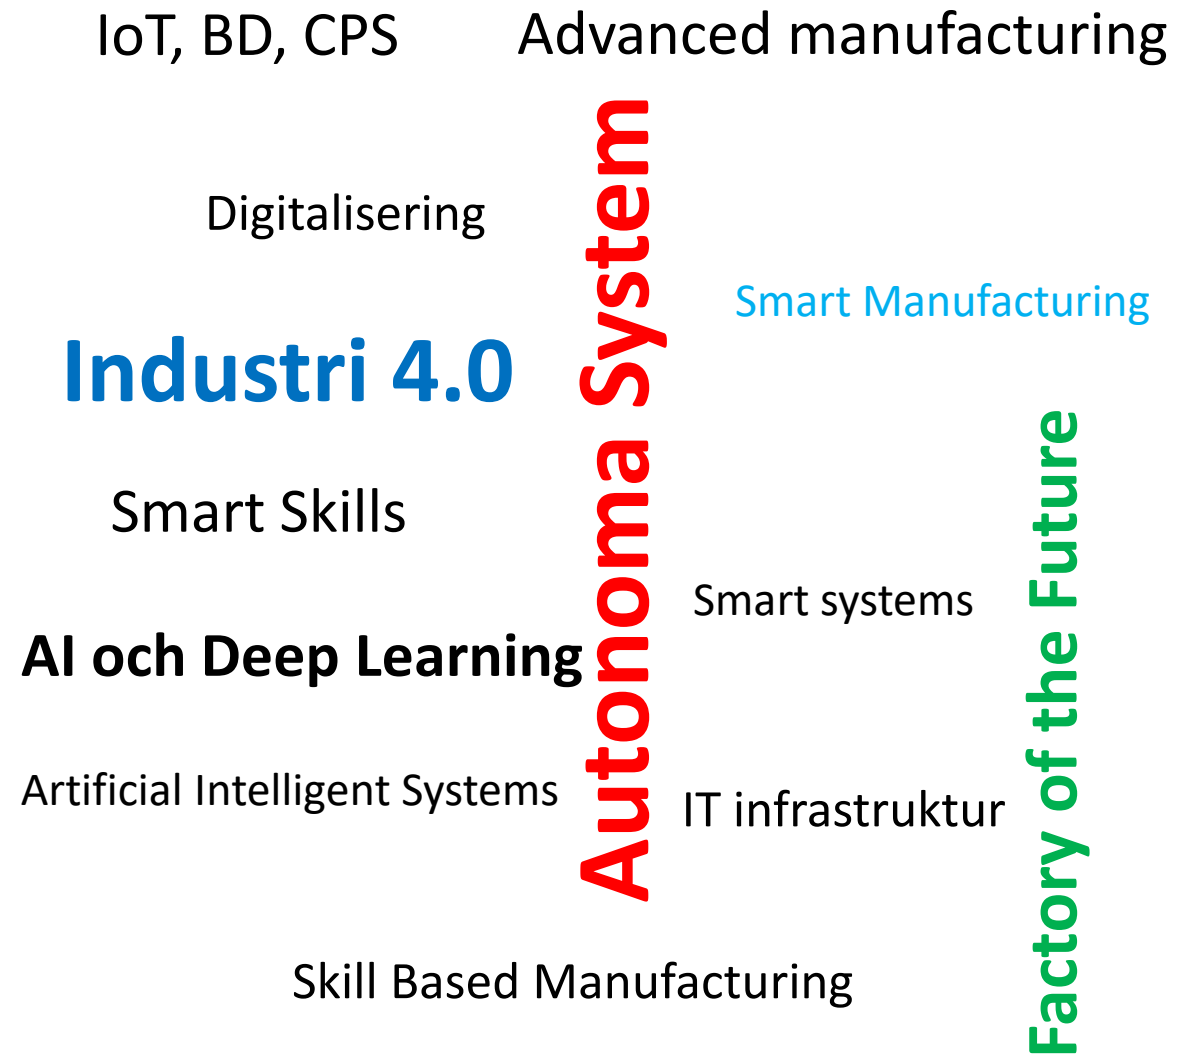 IoT, BD, CPS
Advanced manufacturing
Digitalisering
Autonoma System
Smart Manufacturing
Industri 4.0
Factory of the Future
Smart Skills
Smart systems
AI och Deep Learning
Artificial Intelligent Systems
IT infrastruktur
Skill Based Manufacturing